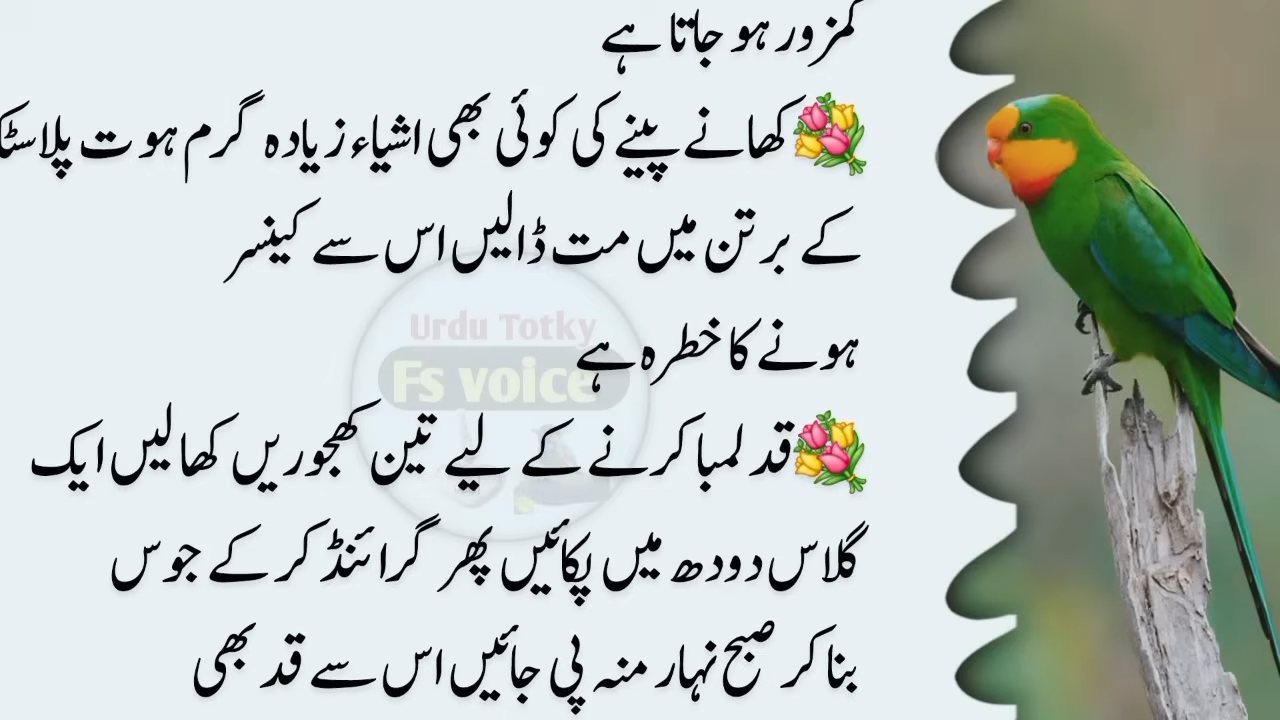 کمزور ہو جاتا ہے
💐کھانے پینے کی کوئی بھی اشیاء زیادہ گرم ہو ت
کے برتن میں مت ڈالیں اس سے کینسر
ہونے کا خطرہ ہے
💐قد لمبا کرنے کے لیے تین کھجوریں کھالیں ایک
گلاس دودھ میں پکائیں پھر گرائنڈ کر کے جوس
بنا کر صبح نہار منہ پی جائیں اس سے قد بھی
Urdu Totky
Fs voice